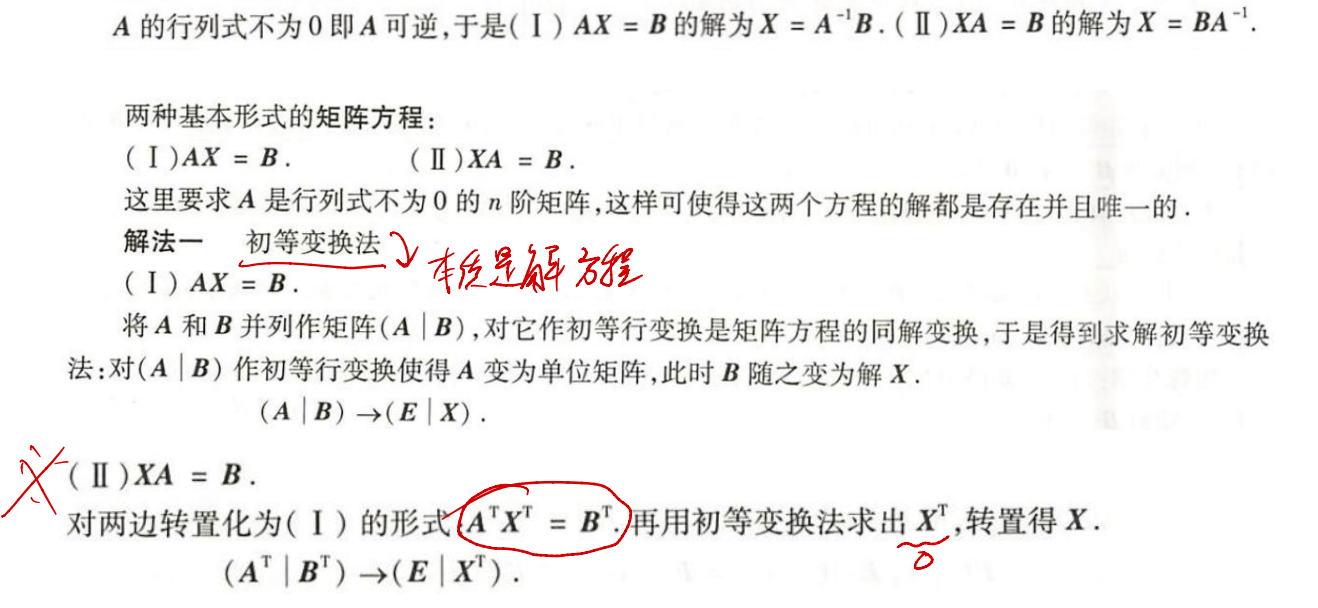 A 的行列式不为 0 即 A 可逆,于是(Ⅰ) AX = B 的解为 X = A⁻¹B. (Ⅱ)XA = B 的解为 X = BA⁻¹.
两种基本形式的矩阵方程:
(Ⅰ)AX = B. (Ⅱ)XA = B.
这里要求 A 是行列式不为 0 的 n 阶矩阵,这样可使得这两个方程的解都是存在并且唯一的.
解法一 初等变换法 本质是解方程
(Ⅰ) AX = B.
将 A 和 B 并列作矩阵(A | B),对它作初等行变换是矩阵方程的同解变换,于是得到求解初等变换
法:对(A | B) 作初等行变换使得 A 变为单位矩阵,此时 B 随之变为解 X.
(A | B) →(E | X).
(Ⅱ)XA = B.
对两边转置化为(Ⅰ) 的形式 AᵀXᵀ = Bᵀ. 再用初等变换法求出 Xᵀ,转置得 X.
(Aᵀ | Bᵀ) →(E | Xᵀ).